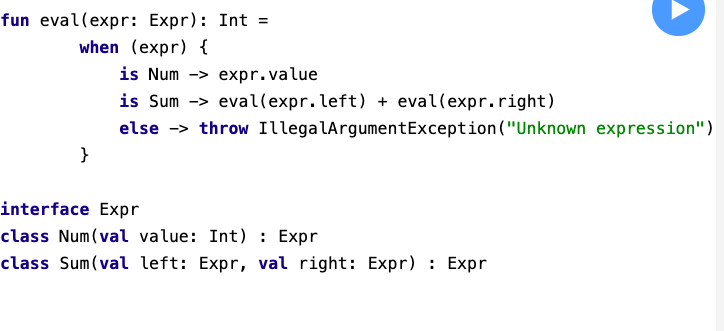 fun eval(expr: Expr): Int =
        when (expr) {
            is Num -> expr.value
            is Sum -> eval(expr.left) + eval(expr.right)
            else -> throw IllegalArgumentException("Unknown expression")
        }

interface Expr
class Num(val value: Int) : Expr
class Sum(val left: Expr, val right: Expr) : Expr